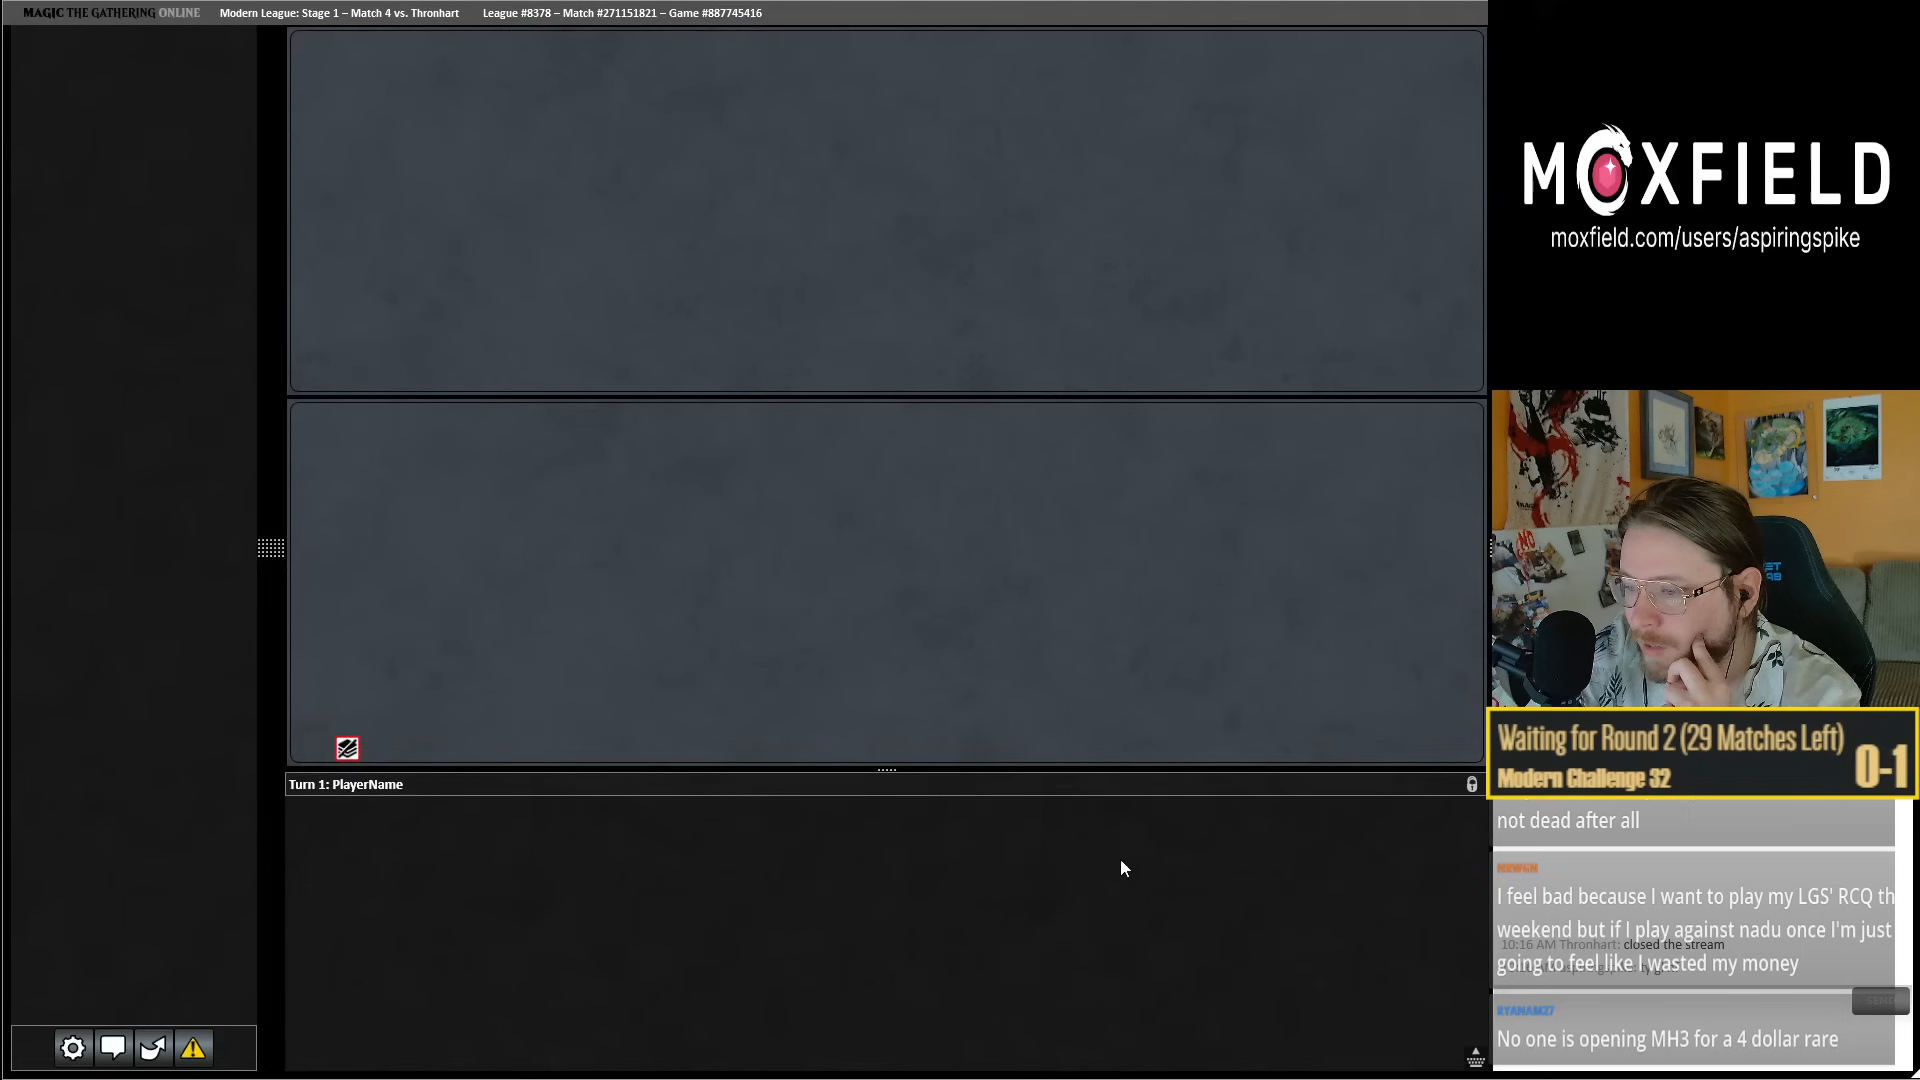 MAGIC THE GATHERING ONLINE
Modern League: Stage 1 – Match 4 vs. Thronhart
League #8378 – Match #271151821 – Game #887745416
MOXFIELD
moxfield.com/users/aspiringspike
Turn 1: PlayerName
Waiting for Round 2 (29 Matches Left)
Modern Challenge 32
0-1
not dead after all
MRWGN
I feel bad because I want to play my LGS' RCQ th
weekend but if I play against nadu once I'm just
10:16 AM Thronhart: closed the stream
going to feel like I wasted my money
SEND
RYANAM27
No one is opening MH3 for a 4 dollar rare